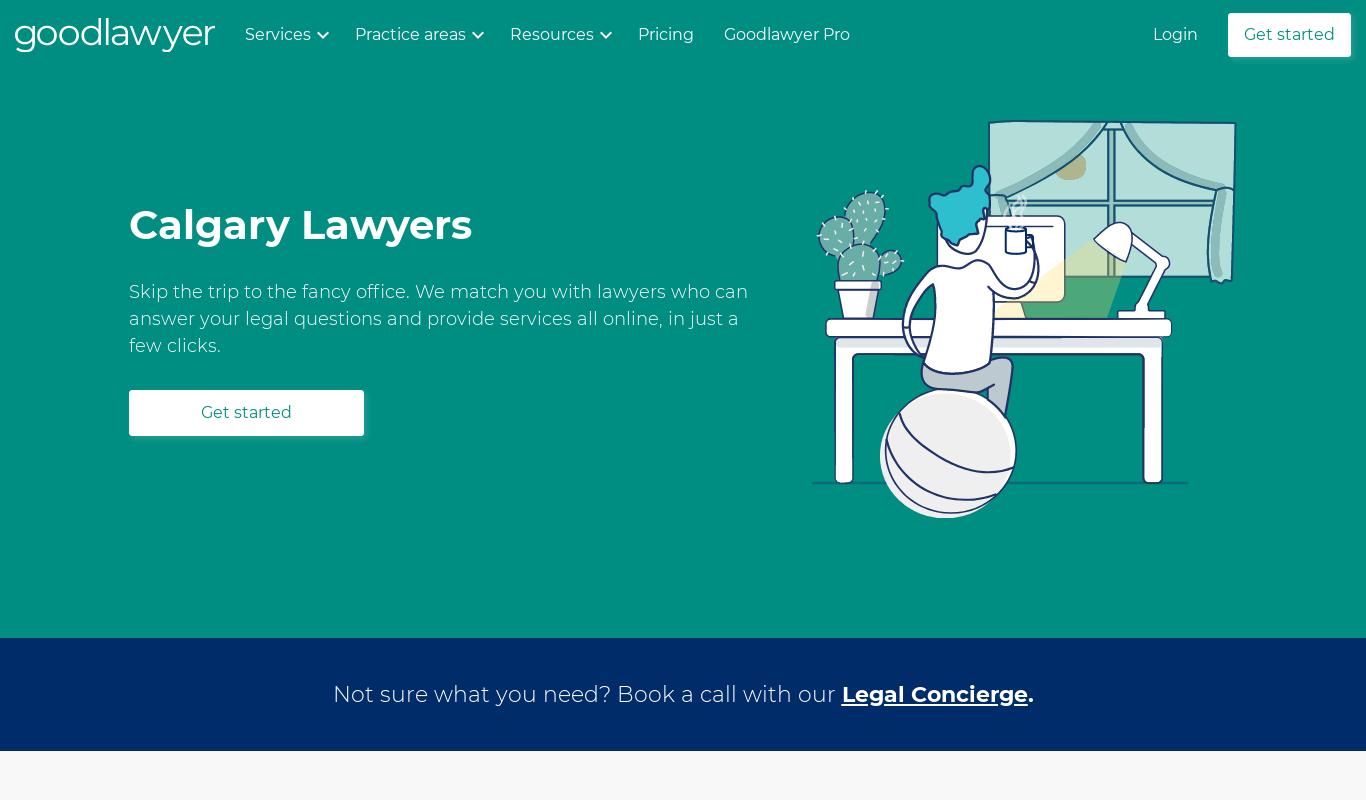 goodlawyer
Services
Practice areas
Resources
Pricing
Goodlawyer Pro
Login
Get started
Calgary Lawyers
Skip the trip to the fancy office. We match you with lawyers who can
answer your legal questions and provide services all online, in just a
few clicks.
Get started
Not sure what you need? Book a call with our Legal Concierge.